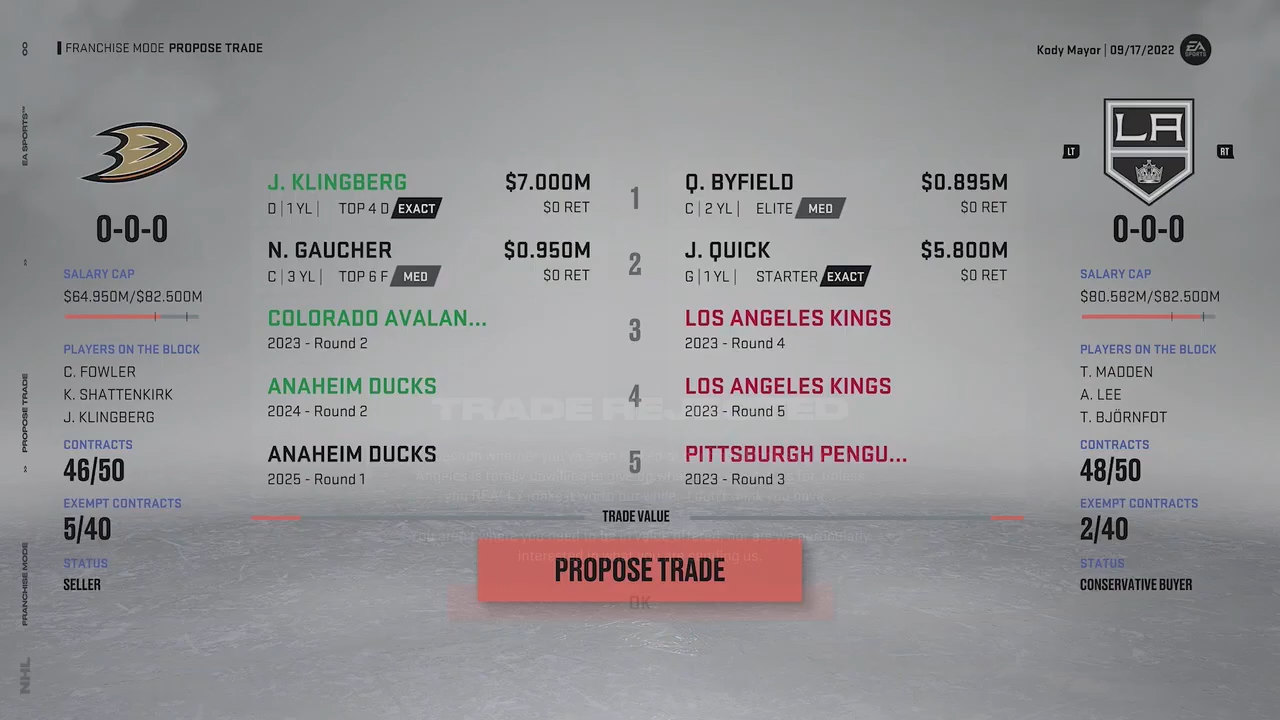 FRANCHISE MODE PROPOSE TRADE
Kody Mayor | 09/17/2022
EA SPORTS
EA SPORTS™
PROPOSE TRADE
FRANCHISE MODE
NHL
0-0-0
SALARY CAP
$64.950M/$82.500M
PLAYERS ON THE BLOCK
C. FOWLER
K. SHATTENKIRK
J. KLINGBERG
CONTRACTS
46/50
EXEMPT CONTRACTS
5/40
STATUS
SELLER
J. KLINGBERG $7.000M
D | 1 YL | TOP 4 D EXACT $0 RET
N. GAUCHER $0.950M
C | 3 YL | TOP 6 F MED $0 RET
COLORADO AVALAN...
2023 - Round 2
ANAHEIM DUCKS
2024 - Round 2
ANAHEIM DUCKS
2025 - Round 1
1
2
3
4
5
Q. BYFIELD $0.895M
C | 2 YL | ELITE MED $0 RET
J. QUICK $5.800M
G | 1 YL | STARTER EXACT $0 RET
LOS ANGELES KINGS
2023 - Round 4
LOS ANGELES KINGS
2023 - Round 5
PITTSBURGH PENGU...
2023 - Round 3
TRADE REJECTED
TRADE VALUE
PROPOSE TRADE
OK
LT
LA
RT
0-0-0
SALARY CAP
$80.582M/$82.500M
PLAYERS ON THE BLOCK
T. MADDEN
A. LEE
T. BJÖRNFOT
CONTRACTS
48/50
EXEMPT CONTRACTS
2/40
STATUS
CONSERVATIVE BUYER